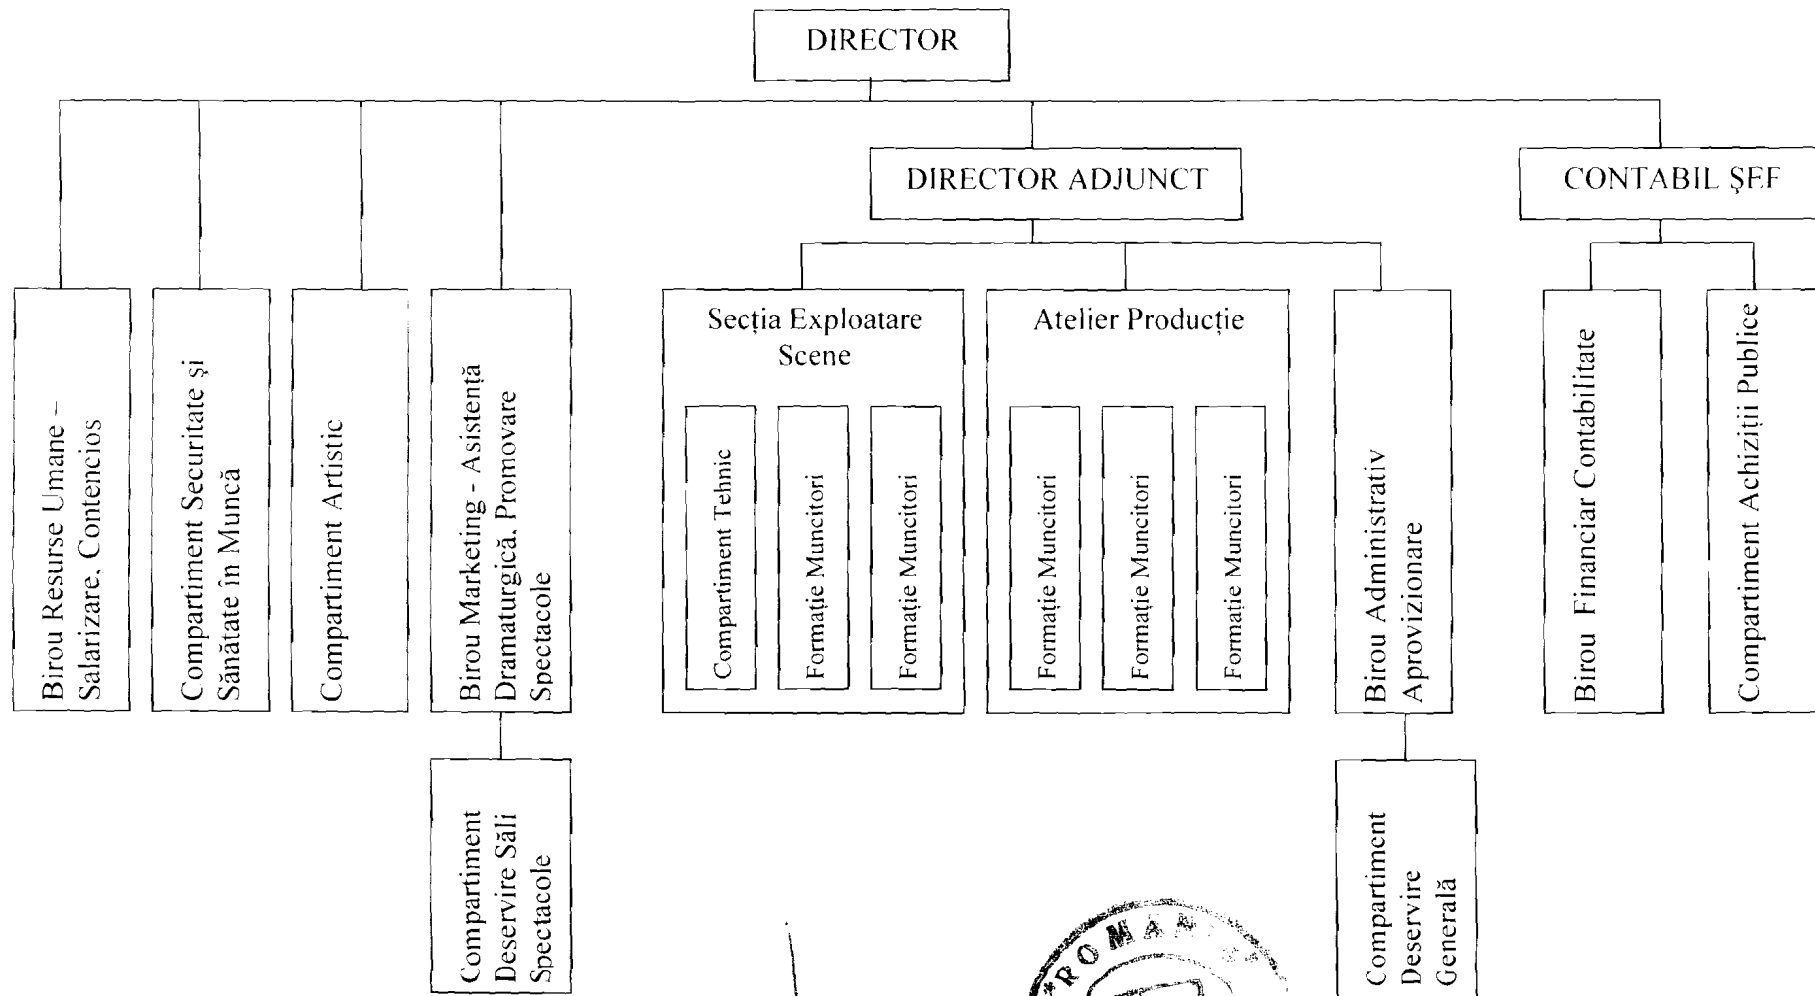 DIRECTOR
DIRECTOR ADJUNCT
CONTABIL ŞEF
Birou Resurse Umane –
Salarizare, Contencios
Compartiment Securitate şi
Sănătate în Muncă
Compartiment Artistic
Birou Marketing - Asistenţă
Dramaturgică, Promovare
Spectacole
Compartiment
Deservire Săli
Spectacole
Secţia Exploatare
Scene
Compartiment Tehnic
Formaţie Muncitori
Formaţie Muncitori
Atelier Producţie
Formaţie Muncitori
Formaţie Muncitori
Formaţie Muncitori
Birou Administrativ
Aprovizionare
Compartiment
Deservire
Generală
Birou Financiar Contabilitate
Compartiment Achiziţii Publice